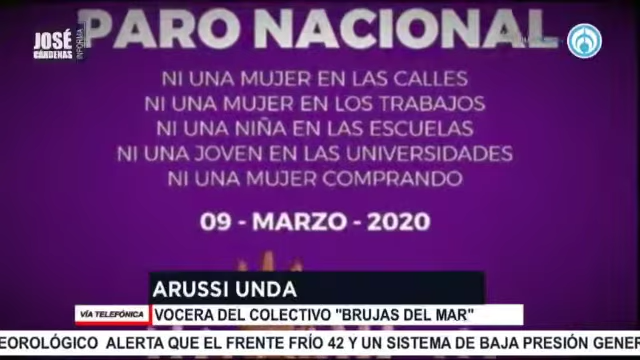 JOSÉ
CÁRDENAS
INFORMA
PARO NACIONAL
NI UNA MUJER EN LAS CALLES
NI UNA MUJER EN LOS TRABAJOS
NI UNA NIÑA EN LAS ESCUELAS
NI UNA JOVEN EN LAS UNIVERSIDADES
NI UNA MUJER COMPRANDO
09 - MARZO - 2020
ARUSSI UNDA
VÍA TELEFÓNICA
VOCERA DEL COLECTIVO "BRUJAS DEL MAR"
EOROLÓGICO ALERTA QUE EL FRENTE FRÍO 42 Y UN SISTEMA DE BAJA PRESIÓN GENER